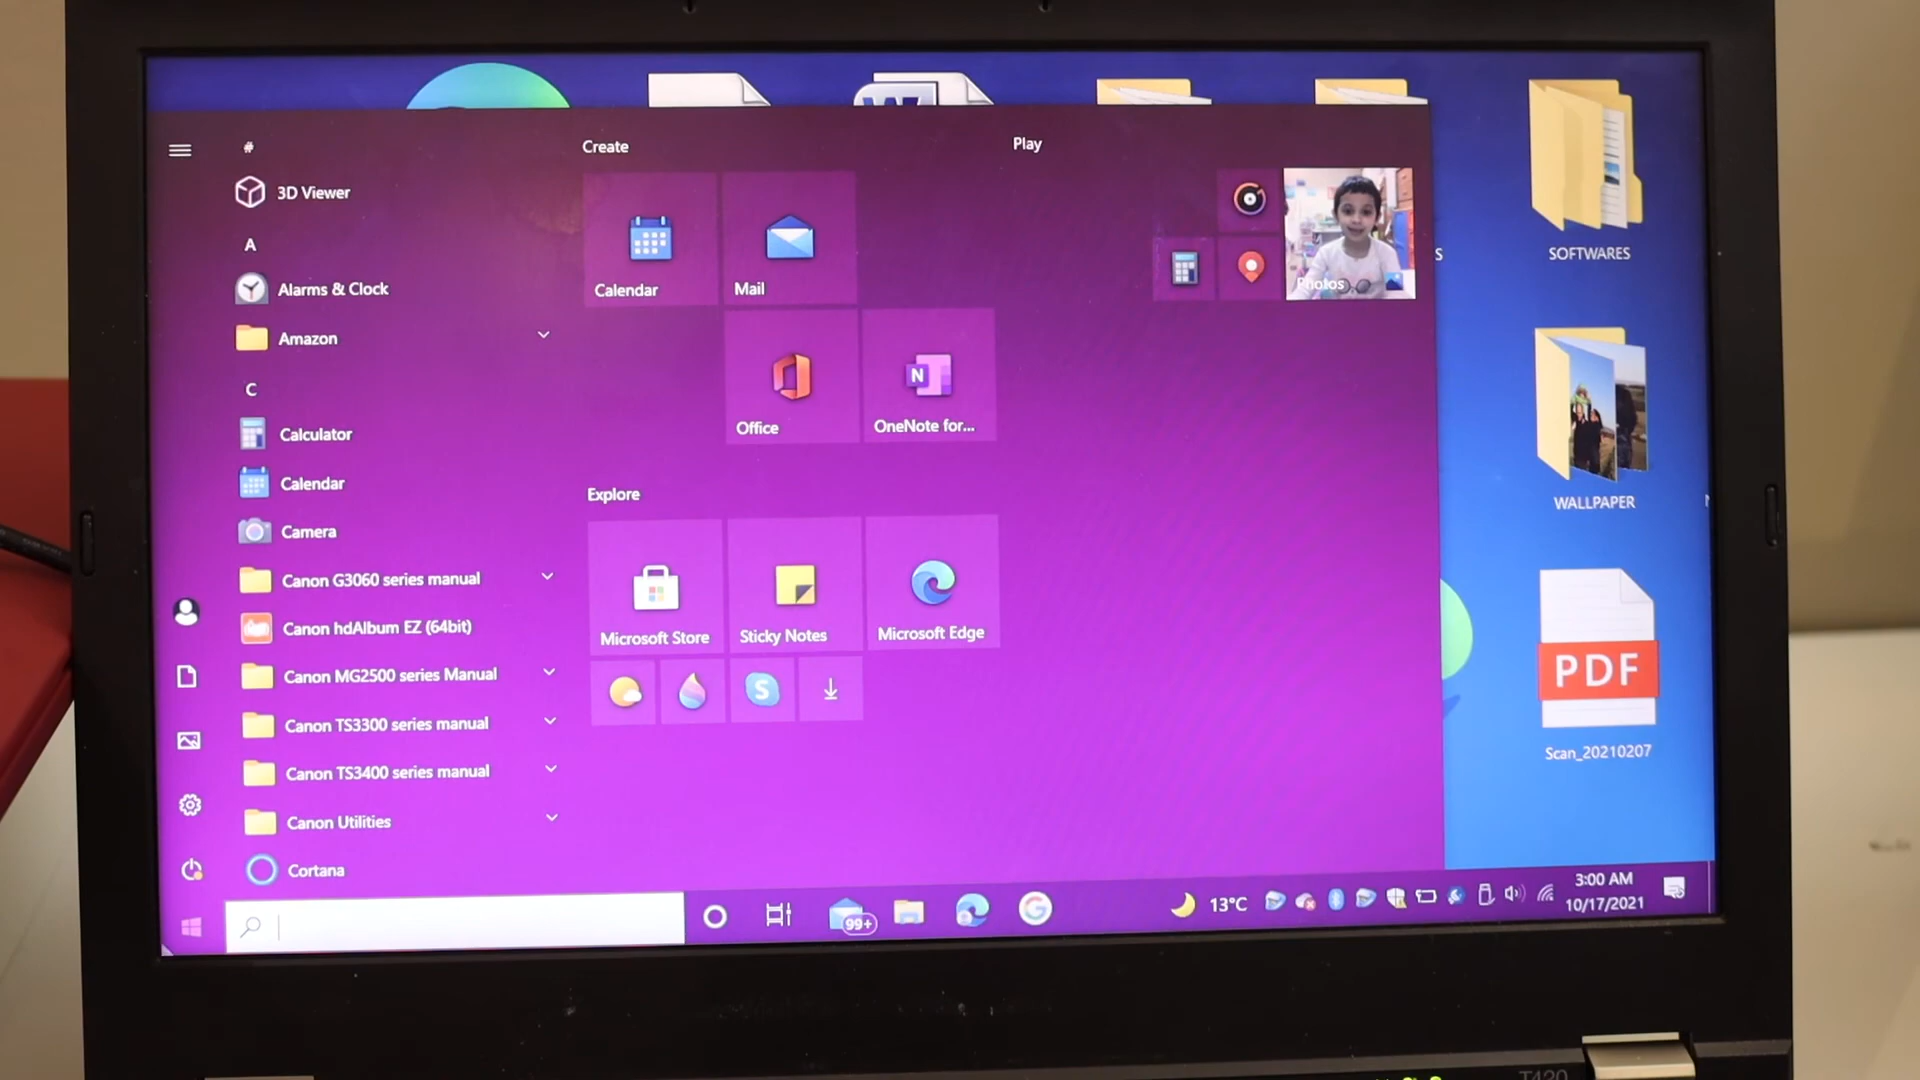 #
3D Viewer
A
Alarms & Clock
Amazon
C
Calculator
Calendar
Camera
Canon G3060 series manual
Canon hdAlbum EZ (64bit)
Canon MG2500 series Manual
Canon TS3300 series manual
Canon TS3400 series manual
Canon Utilities
Cortana
Create
Calendar
Mail
Office
N
OneNote for...
Explore
Microsoft Store
Sticky Notes
Microsoft Edge
S
Play
Photos
W
S
SOFTWARES
WALLPAPER
PDF
Scan_20210207
99+
G
13°C
3:00 AM
10/17/2021
T420